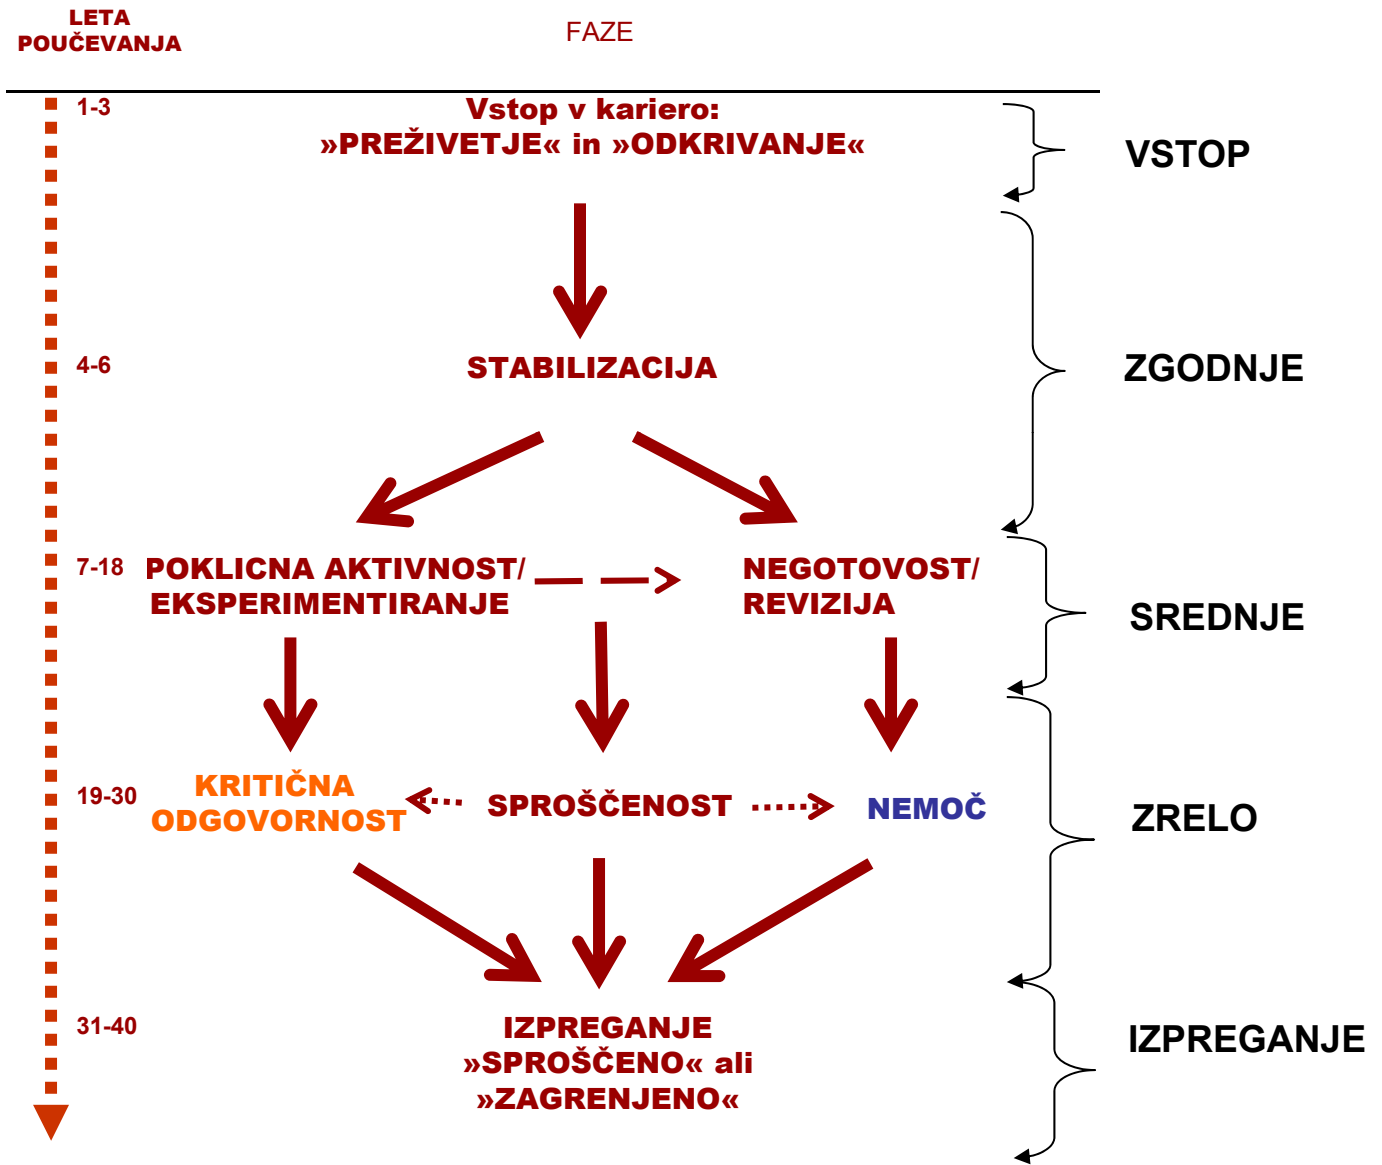 LETA
POUČEVANJA
FAZE
1-3
Vstop v kariero:
»PREŽIVETJE« in »ODKRIVANJE«
VSTOP
4-6
STABILIZACIJA
ZGODNJE
7-18
POKLICNA AKTIVNOST/
EKSPERIMENTIRANJE
NEGOTOVOST/
REVIZIJA
SREDNJE
19-30
KRITIČNA
ODGOVORNOST
SPROŠČENOST
NEMOČ
ZRELO
31-40
IZPREGANJE
»SPROŠČENO« ali
»ZAGRENJENO«
IZPREGANJE